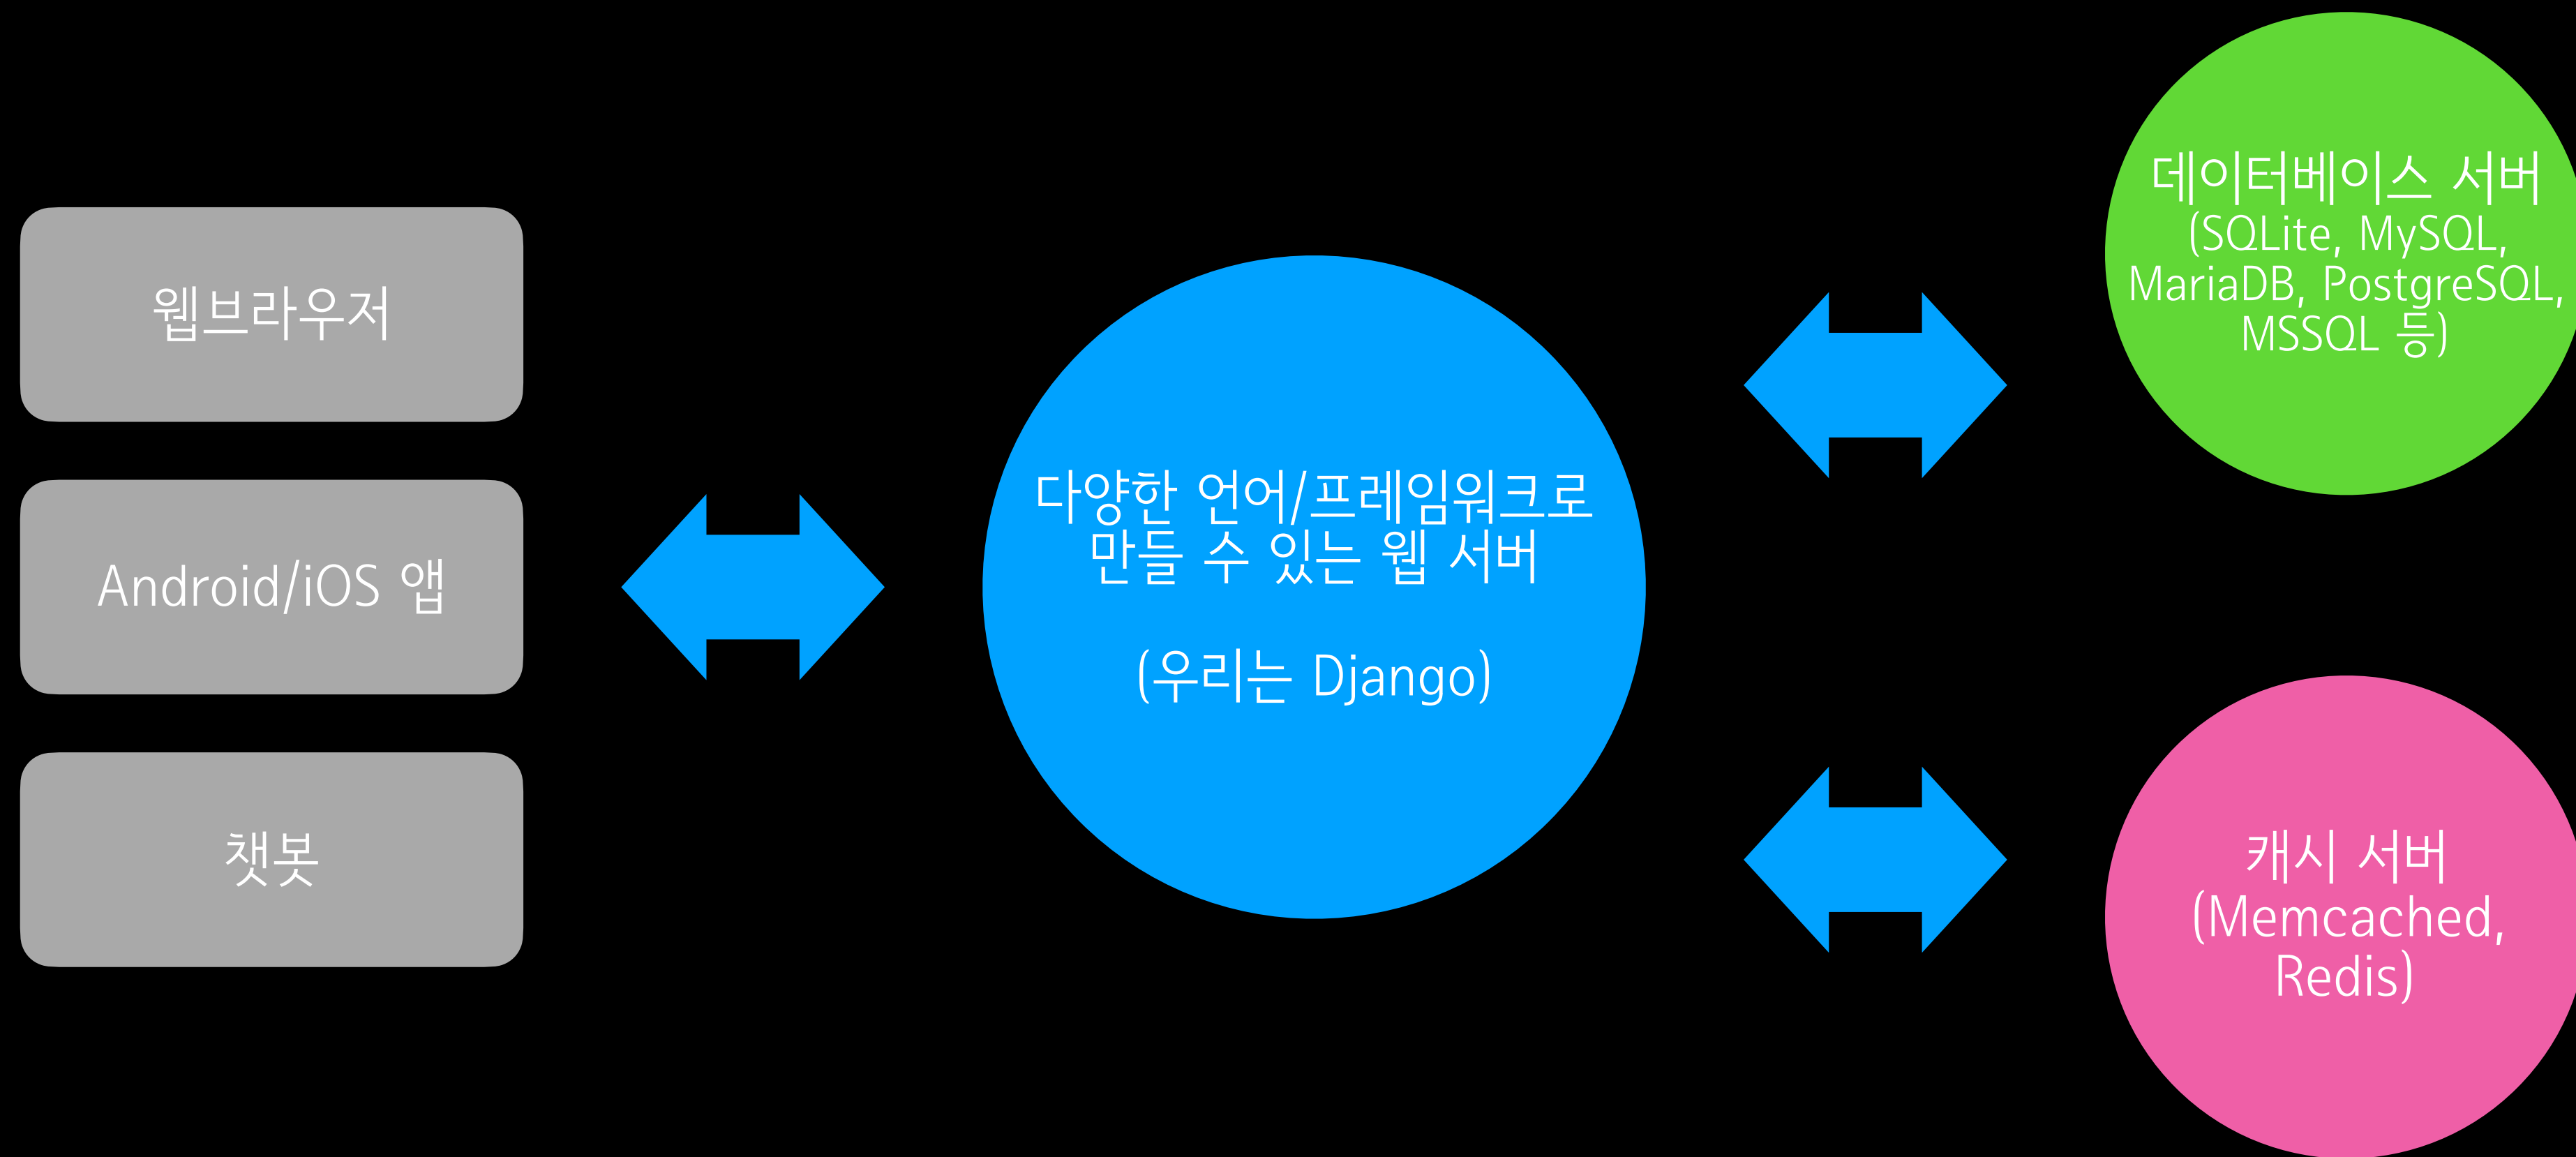 웹브라우저
Android/iOS 앱
챗봇
다양한 언어/프레임워크로
만들 수 있는 웹 서버
(우리는 Django)
데이터베이스 서버
(SQLite, MySQL,
MariaDB, PostgreSQL,
MSSQL 등)
캐시 서버
(Memcached,
Redis)